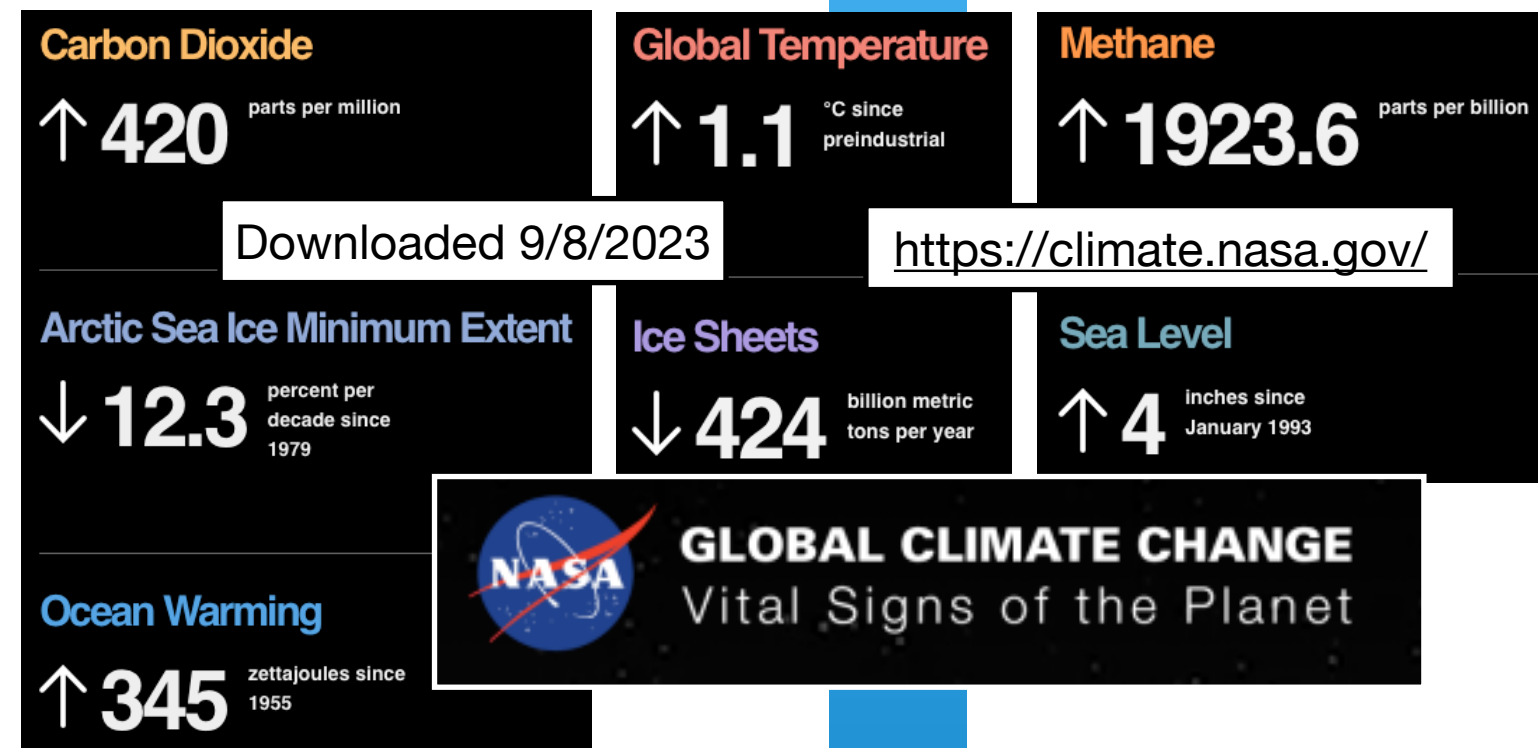 Carbon Dioxide
↑ 420 parts per million
Global Temperature
↑ 1.1 °C since
preindustrial
Methane
↑ 1923.6 parts per billion
Downloaded 9/8/2023
https://climate.nasa.gov/
Arctic Sea Ice Minimum Extent
↓ 12.3 percent per
decade since
1979
Ice Sheets
↓ 424 billion metric
tons per year
Sea Level
↑ 4 inches since
January 1993
NASA
GLOBAL CLIMATE CHANGE
Vital Signs of the Planet
Ocean Warming
↑ 345 zettajoules since
1955